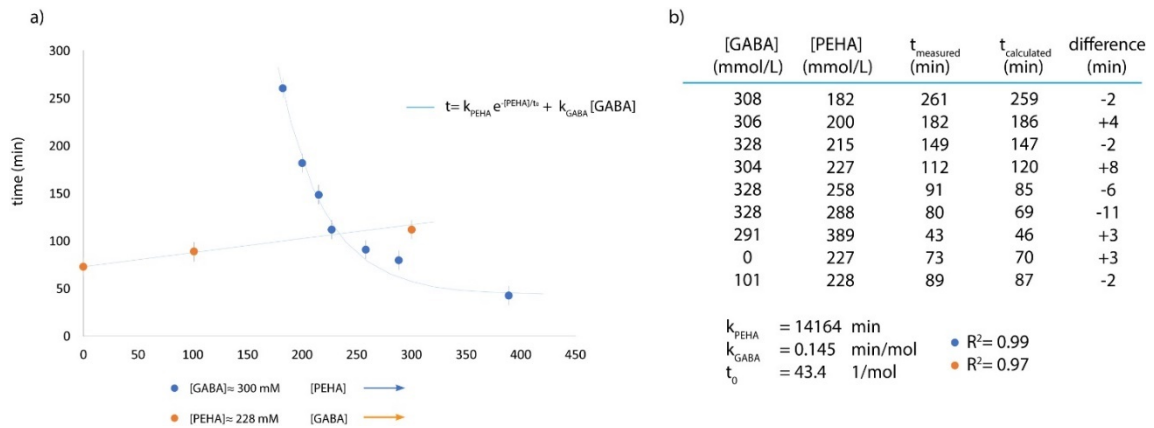 a)
time (min)
300
250
200
150
100
50
0
0 50 100 150 200 250 300 350 400 450
t= k_PEHA e^-[PEHA]/t₀ + k_GABA [GABA]
[GABA]≈ 300 mM [PEHA]
[PEHA]≈ 228 mM [GABA]
b)
[GABA] [PEHA] t_measured t_calculated difference
(mmol/L) (mmol/L) (min) (min) (min)
308 182 261 259 -2
306 200 182 186 +4
328 215 149 147 -2
304 227 112 120 +8
328 258 91 85 -6
328 288 80 69 -11
291 389 43 46 +3
0 227 73 70 +3
101 228 89 87 -2
k_PEHA = 14164 min
k_GABA = 0.145 min/mol R²= 0.99
t₀ = 43.4 1/mol R²= 0.97